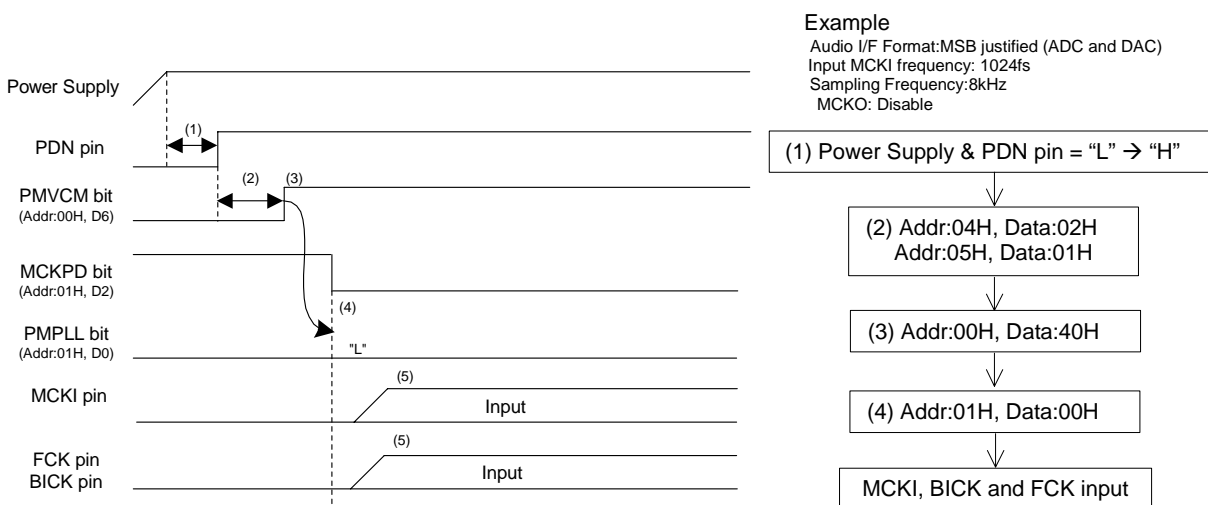 Example
Audio I/F Format:MSB justified (ADC and DAC)
Input MCKI frequency: 1024fs
Sampling Frequency:8kHz
MCKO: Disable
Power Supply
(1)
PDN pin
(2)
(3)
PMVCM bit
(Addr:00H, D6)
MCKPD bit
(Addr:01H, D2)
(4)
PMPLL bit
(Addr:01H, D0)
"L"
(5)
MCKI pin
Input
(5)
FCK pin
BICK pin
Input
(1) Power Supply & PDN pin = “L” → “H”
(2) Addr:04H, Data:02H
Addr:05H, Data:01H
(3) Addr:00H, Data:40H
(4) Addr:01H, Data:00H
MCKI, BICK and FCK input